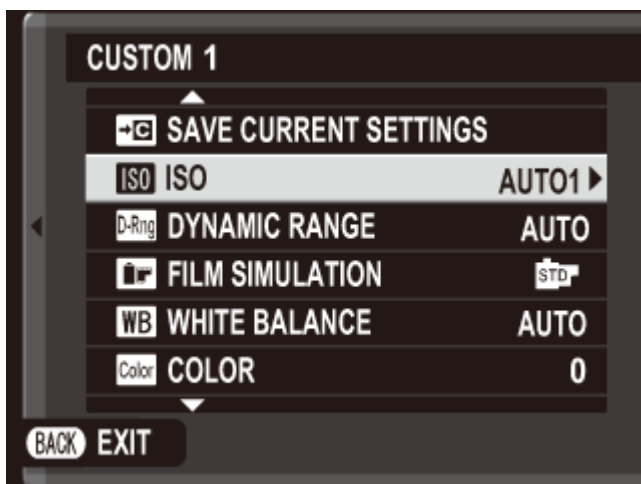 CUSTOM 1
→C SAVE CURRENT SETTINGS
ISO ISO AUTO1
D-Rng DYNAMIC RANGE AUTO
FILM SIMULATION STD
WB WHITE BALANCE AUTO
Color COLOR 0
BACK EXIT